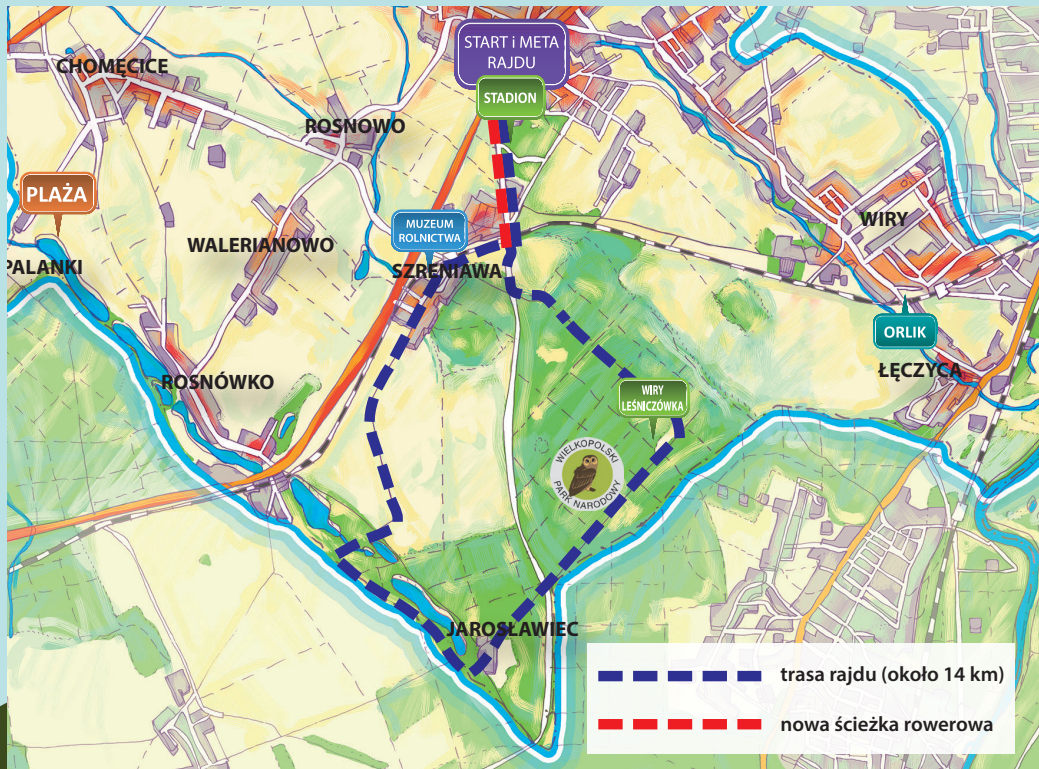 START i META
RAJDU
STADION
CHOMĘCICE
ROSNOWO
PLAŻA
MUZEUM
ROLNICTWA
WIRY
WALERIANOWO
PALANKI
SZRENIAWA
ORLIK
ŁĘCZYCA
ROSNÓWKO
WIRY
LEŚNICZÓWKA
WIELKOPOLSKI
PARK NARODOWY
JAROSŁAWIEC
trasa rajdu (około 14 km)
nowa ścieżka rowerowa